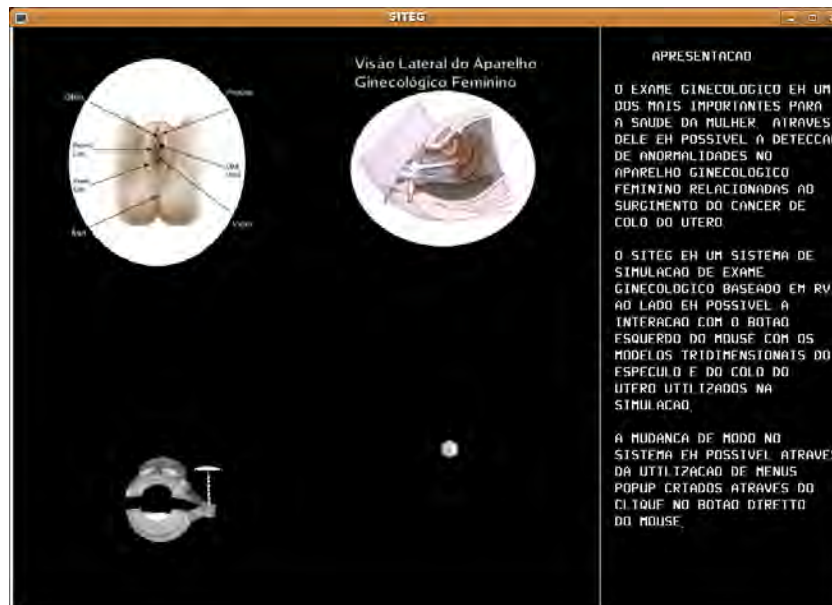 SITEG
Visão Lateral do Aparelho
Ginecológico Feminino
APRESENTACAO
O EXAME GINECOLOGICO EH UM
DOS MAIS IMPORTANTES PARA
A SAUDE DA MULHER. ATRAVES
DELE EH POSSIVEL A DETECCAO
DE ANORMALIDADES NO
APARELHO GINECOLOGICO
FEMININO RELACIONADAS AO
SURGIMENTO DO CANCER DE
COLO DO UTERO
O SITEG EH UM SISTEMA DE
SIMULACAO DE EXAME
GINECOLOGICO BASEADO EM RV
AO LADO EH POSSIVEL A
INTERACAO COM O BOTAO
ESQUERDO DO MOUSE COM OS
MODELOS TRIDIMENSIONAIS DO
ESPECULO E DO COLO DO
UTERO UTILIZADOS NA
SIMULACAO.
A MUDANCA DE MODO NO
SISTEMA EH POSSIVEL ATRAVES
DA UTILIZACAO DE MENUS
POPUP CRIADOS ATRAVES DO
CLIQUE NO BOTAO DIREITO
DO MOUSE.